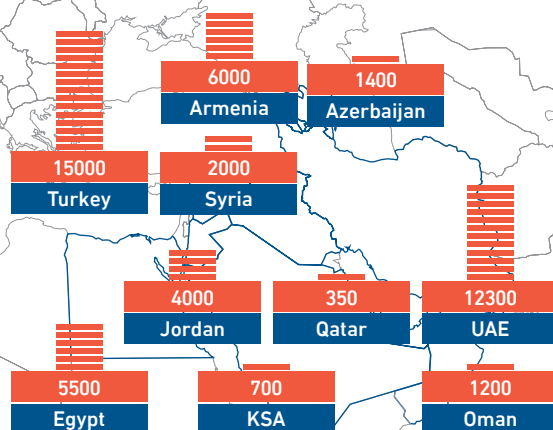 6000
Armenia
1400
Azerbaijan
15000
Turkey
2000
Syria
4000
Jordan
350
Qatar
12300
UAE
5500
Egypt
700
KSA
1200
Oman